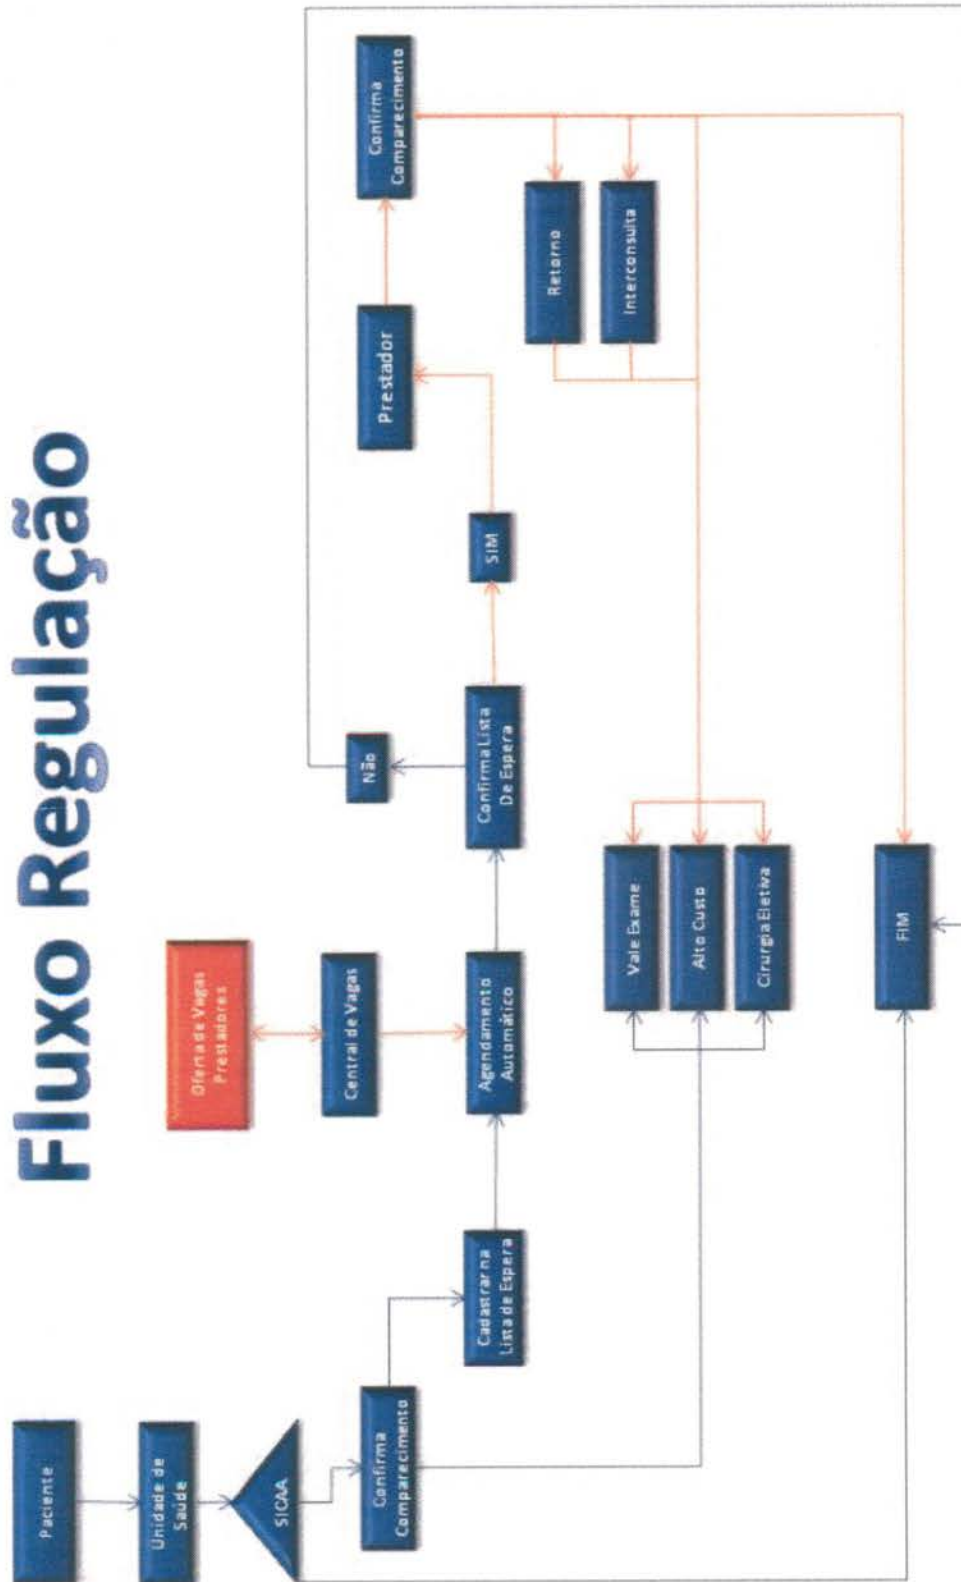 Fluxo Regulação
Paciente
Unidade de
Saúde
SICAA
Confirma
Comparecimento
Cadastrar na
Lista de Espera
Oferta de Vagas
Prestadores
Central de Vagas
Agendamento
Automático
Confirma Lista
De Espera
Não
SIM
Prestador
Confirma
Comparecimento
Retorno
Interconsulta
Vale Exame
Alto Custo
Cirurgia Eletiva
FIM